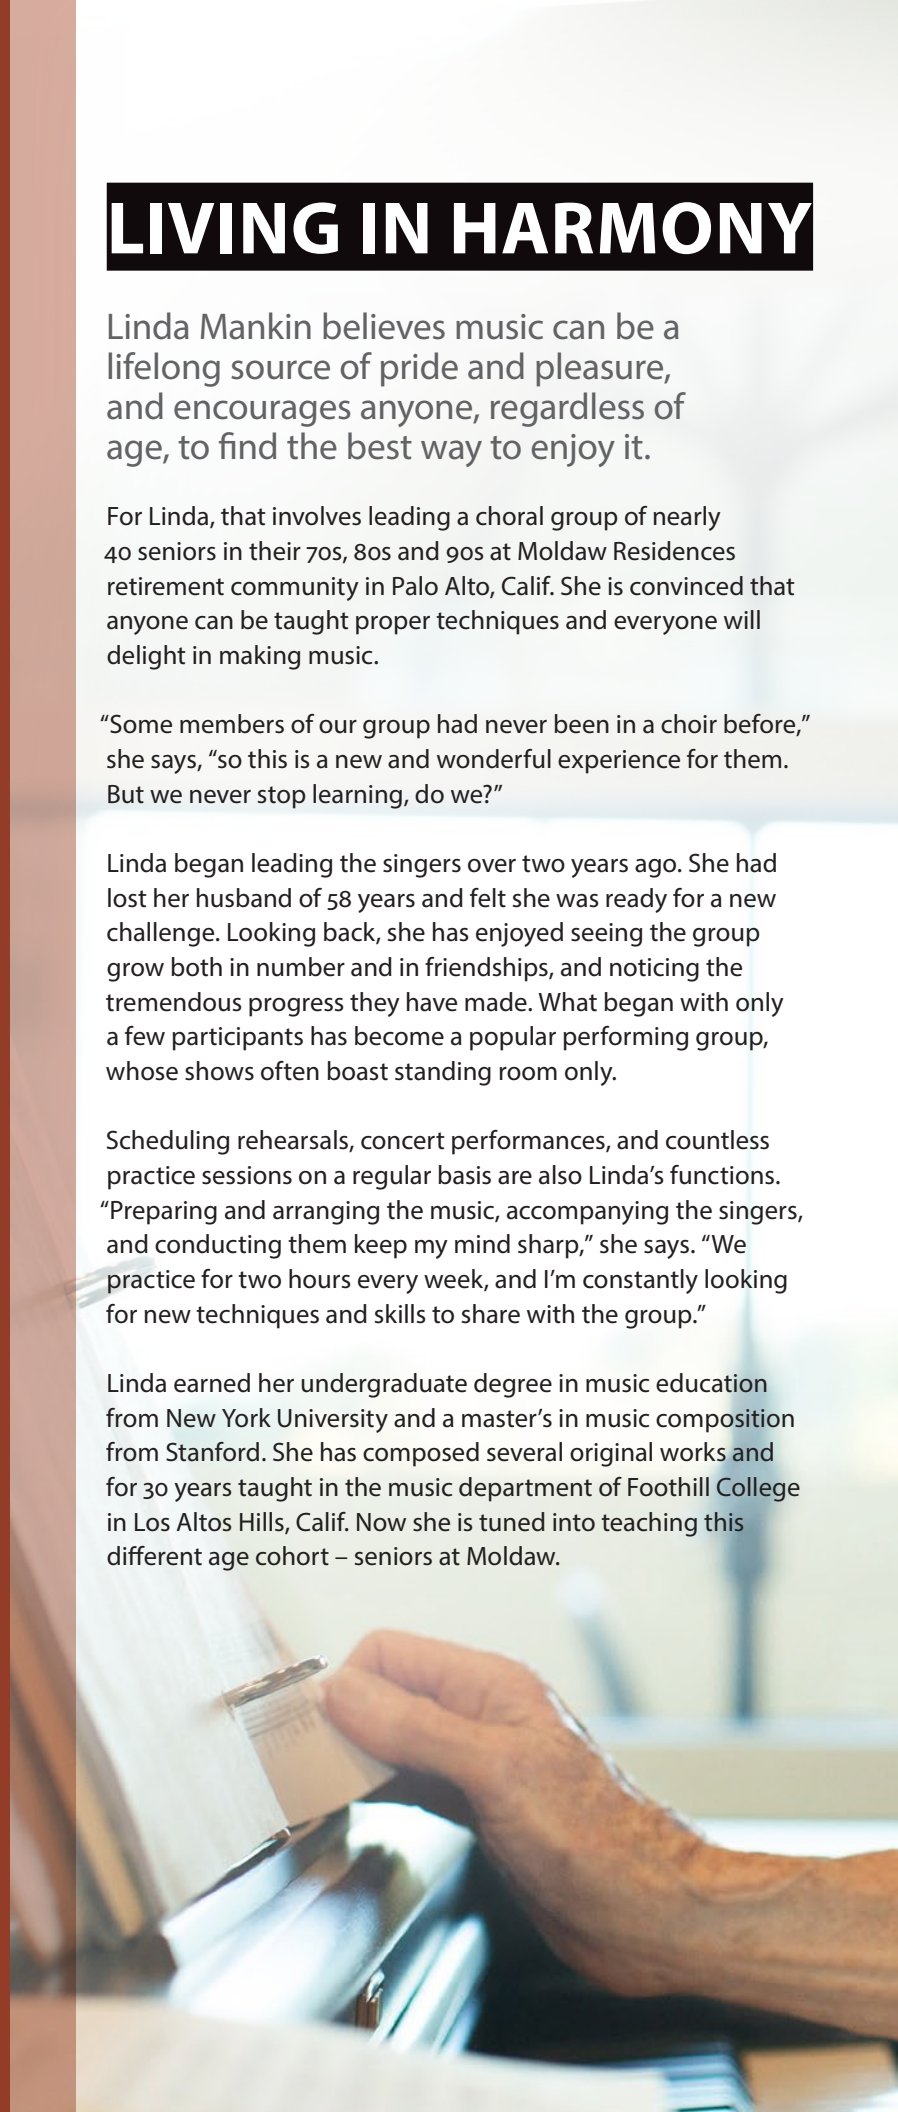 LIVING IN HARMONY
Linda Mankin believes music can be a
lifelong source of pride and pleasure,
and encourages anyone, regardless of
age, to find the best way to enjoy it.
For Linda, that involves leading a choral group of nearly
40 seniors in their 70s, 80s and 90s at Moldaw Residences
retirement community in Palo Alto, Calif. She is convinced that
anyone can be taught proper techniques and everyone will
delight in making music.
“Some members of our group had never been in a choir before,”
she says, “so this is a new and wonderful experience for them.
But we never stop learning, do we?”
Linda began leading the singers over two years ago. She had
lost her husband of 58 years and felt she was ready for a new
challenge. Looking back, she has enjoyed seeing the group
grow both in number and in friendships, and noticing the
tremendous progress they have made. What began with only
a few participants has become a popular performing group,
whose shows often boast standing room only.
Scheduling rehearsals, concert performances, and countless
practice sessions on a regular basis are also Linda’s functions.
“Preparing and arranging the music, accompanying the singers,
and conducting them keep my mind sharp,” she says. “We
practice for two hours every week, and I’m constantly looking
for new techniques and skills to share with the group.”
Linda earned her undergraduate degree in music education
from New York University and a master’s in music composition
from Stanford. She has composed several original works and
for 30 years taught in the music department of Foothill College
in Los Altos Hills, Calif. Now she is tuned into teaching this
different age cohort – seniors at Moldaw.